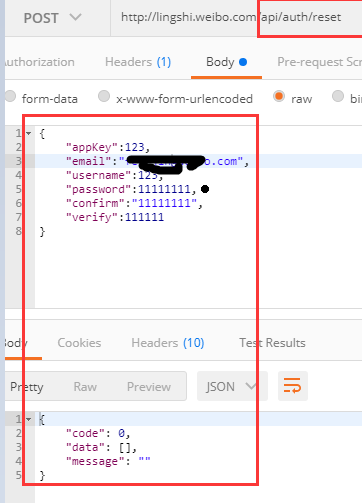 POST http://lingshi.weibo.com/api/auth/reset
Authorization Headers (1) Body Pre-request Scr
form-data x-www-form-urlencoded raw bi
1 {
2 "appKey":123,
3 "email":" o.com",
4 "username":123,
5 "password":11111111,
6 "confirm":"11111111",
7 "verify":111111
8 }
Body Cookies Headers (10) Test Results
Pretty Raw Preview JSON
1 {
2 "code": 0,
3 "data": [],
4 "message": ""
5 }